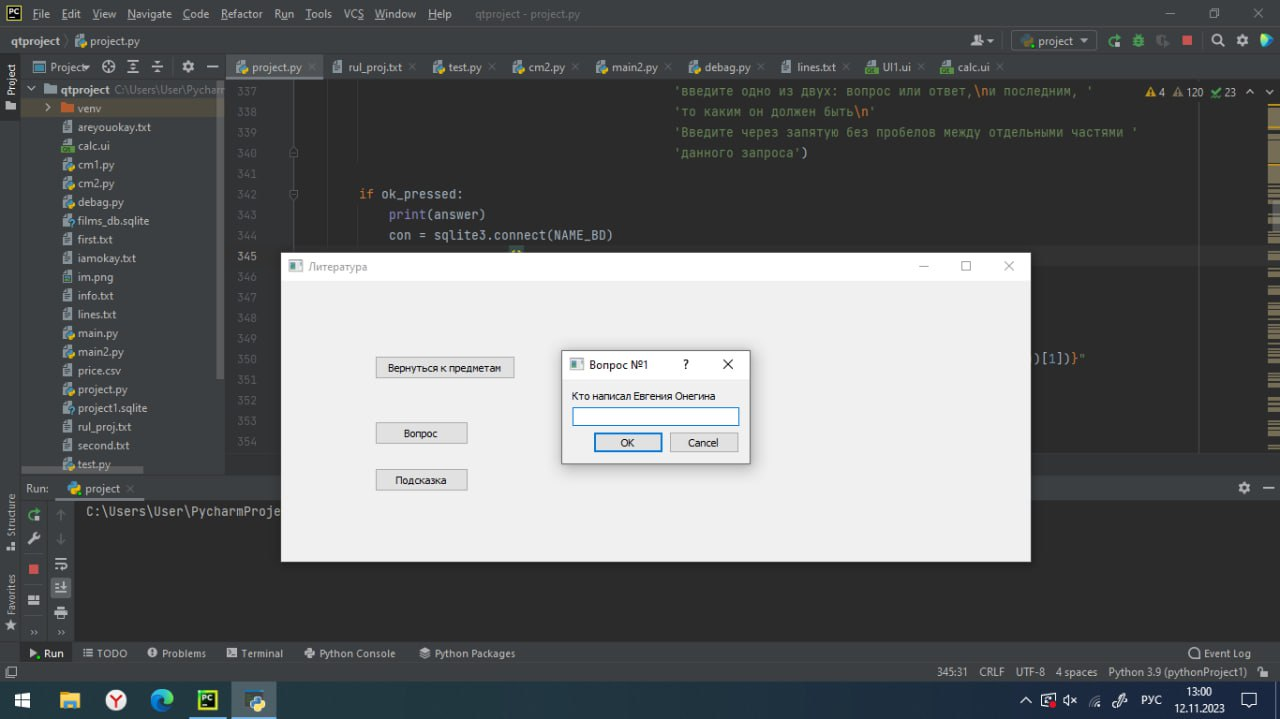 File Edit View Navigate Code Refactor Run Tools VCS Window Help qtproject - project.py
qtproject project.py project
Project project.py rul_proj.txt test.py cm2.py main2.py debag.py lines.txt UI1.ui calc.ui
Project
qtproject C:\Users\User\Pycharm
venv
areyouokay.txt
calc.ui
cm1.py
cm2.py
debag.py
films_db.sqlite
first.txt
iamokay.txt
im.png
info.txt
lines.txt
main.py
main2.py
price.csv
project.py
project1.sqlite
rul_proj.txt
second.txt
test.py
4 120 23
337 'введите одно из двух: вопрос или ответ,\nи последним, '
338 'то каким он должен быть\n'
339 'Введите через запятую без пробелов между отдельными частями '
340 'данного запроса')
341
342 if ok_pressed:
343 print(answer)
344 con = sqlite3.connect(NAME_BD)
345
346
347
348
349
350 )[1])}"
351
352
353
354
Литература
Вернуться к предметам
Вопрос
Подсказка
Вопрос №1 ?
Кто написал Евгения Онегина
OK Cancel
Run: project
C:\Users\User\PycharmProje
Structure
Favorites
Run TODO Problems Terminal Python Console Python Packages Event Log
345:31 CRLF UTF-8 4 spaces Python 3.9 (pythonProject1)
РУС
13:00
12.11.2023